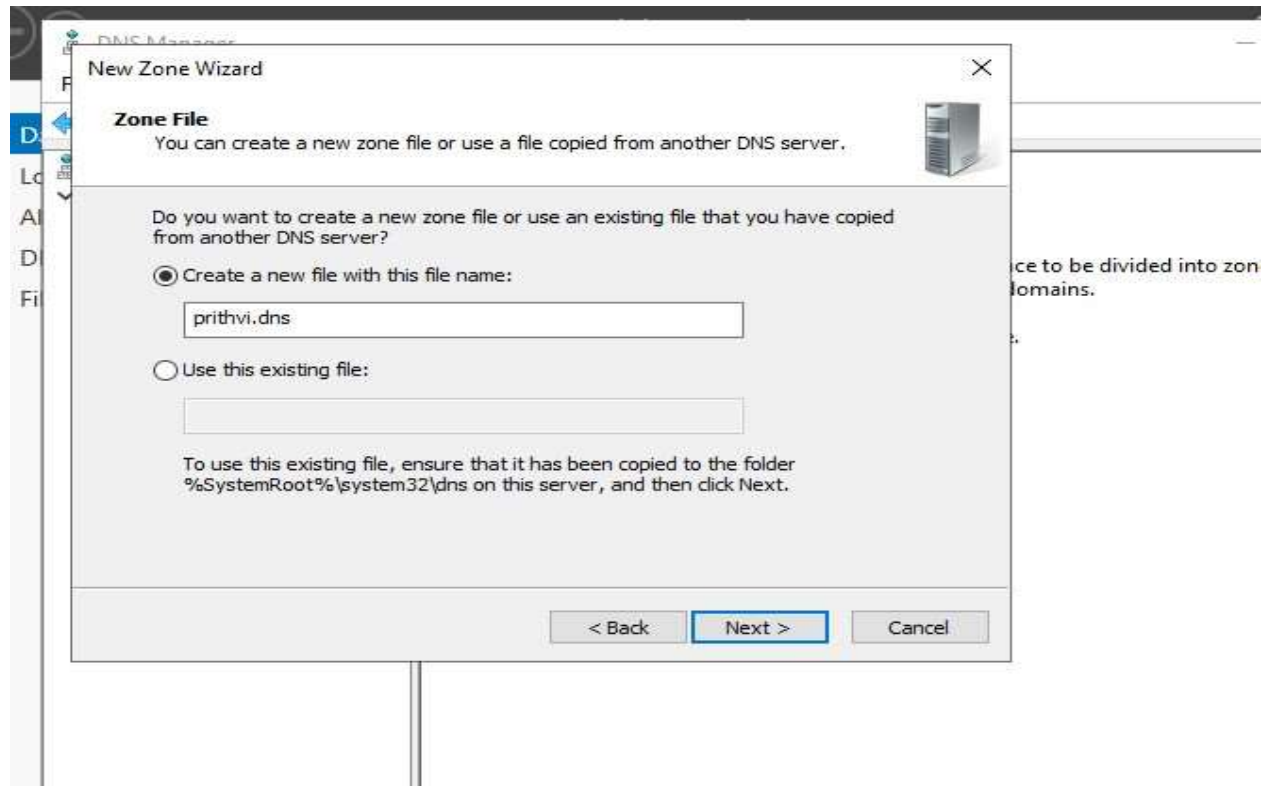 DNS Manager
New Zone Wizard
Zone File
You can create a new zone file or use a file copied from another DNS server.
Do you want to create a new zone file or use an existing file that you have copied
from another DNS server?
Create a new file with this file name:
prithvi.dns
Use this existing file:
To use this existing file, ensure that it has been copied to the folder
%SystemRoot%\system32\dns on this server, and then click Next.
< Back
Next >
Cancel
to be divided into